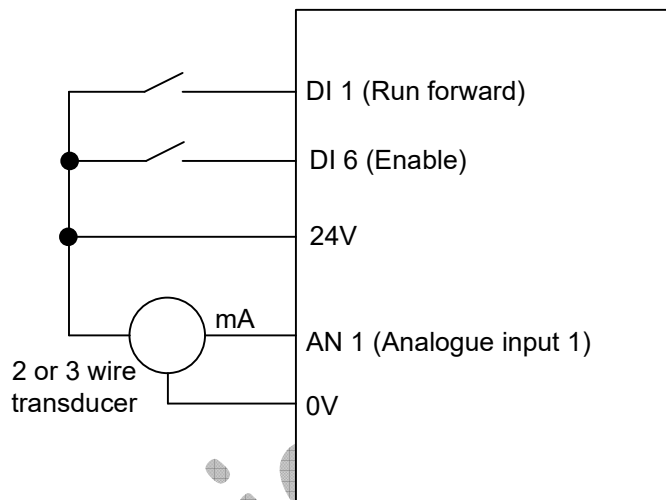 DI 1 (Run forward)
DI 6 (Enable)
24V
mA
AN 1 (Analogue input 1)
2 or 3 wire
transducer
0V